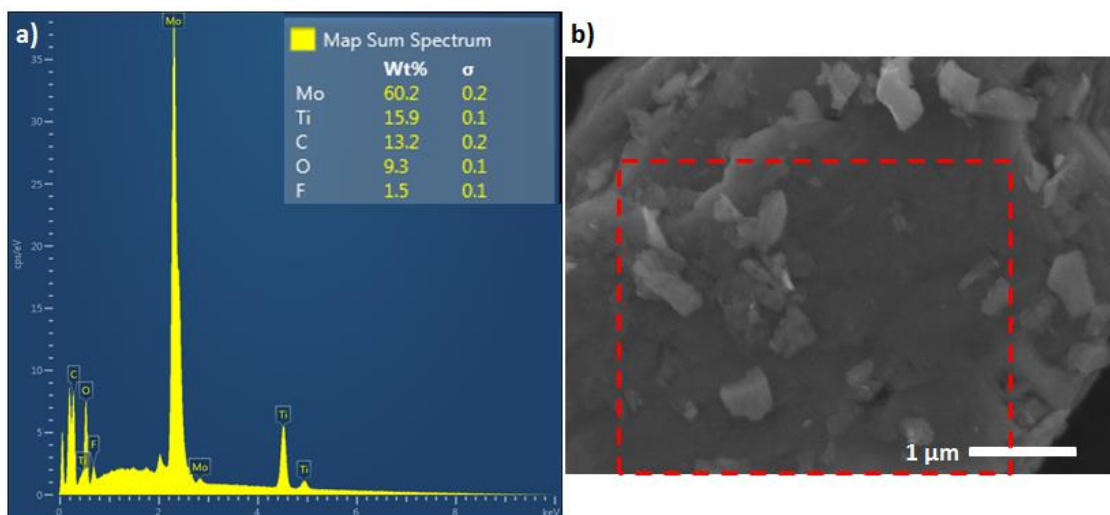 a)
Map Sum Spectrum
Wt% σ
Mo 60.2 0.2
Ti 15.9 0.1
C 13.2 0.2
O 9.3 0.1
F 1.5 0.1
Mo
35
30
25
20
15
10
5
0
cps/eV
C
O
Ti
F
Mo
Ti
Ti
0 2 4 6 8 keV
b)
1 µm